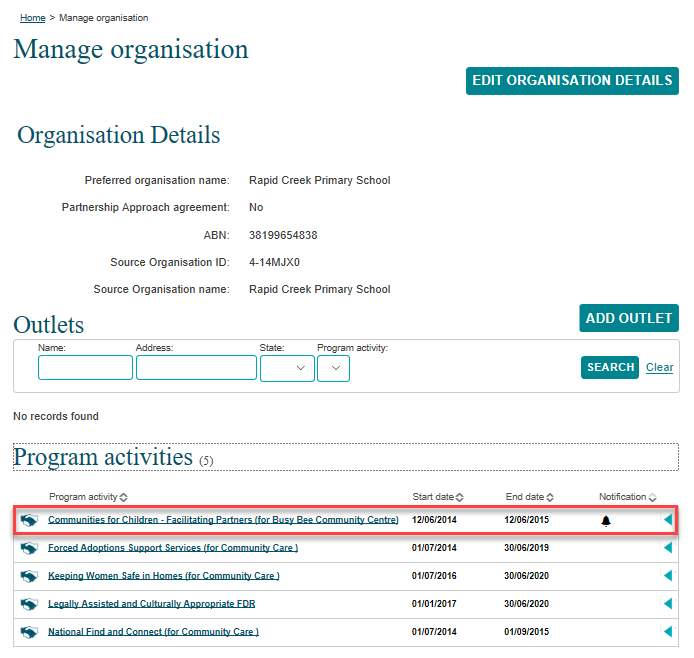 Home > Manage organisation
Manage organisation
EDIT ORGANISATION DETAILS
Organisation Details
Preferred organisation name: Rapid Creek Primary School
Partnership Approach agreement: No
ABN: 38199654838
Source Organisation ID: 4-14MJX0
Source Organisation name: Rapid Creek Primary School
Outlets
ADD OUTLET
Name: Address: State: Program activity:
SEARCH Clear
No records found
Program activities (5)
Program activity Start date End date Notification
Communities for Children - Facilitating Partners (for Busy Bee Community Centre) 12/06/2014 12/06/2015
Forced Adoptions Support Services (for Community Care ) 01/07/2014 30/06/2019
Keeping Women Safe in Homes (for Community Care ) 01/07/2016 30/06/2020
Legally Assisted and Culturally Appropriate FDR 01/01/2017 30/06/2020
National Find and Connect (for Community Care ) 01/07/2014 01/09/2015